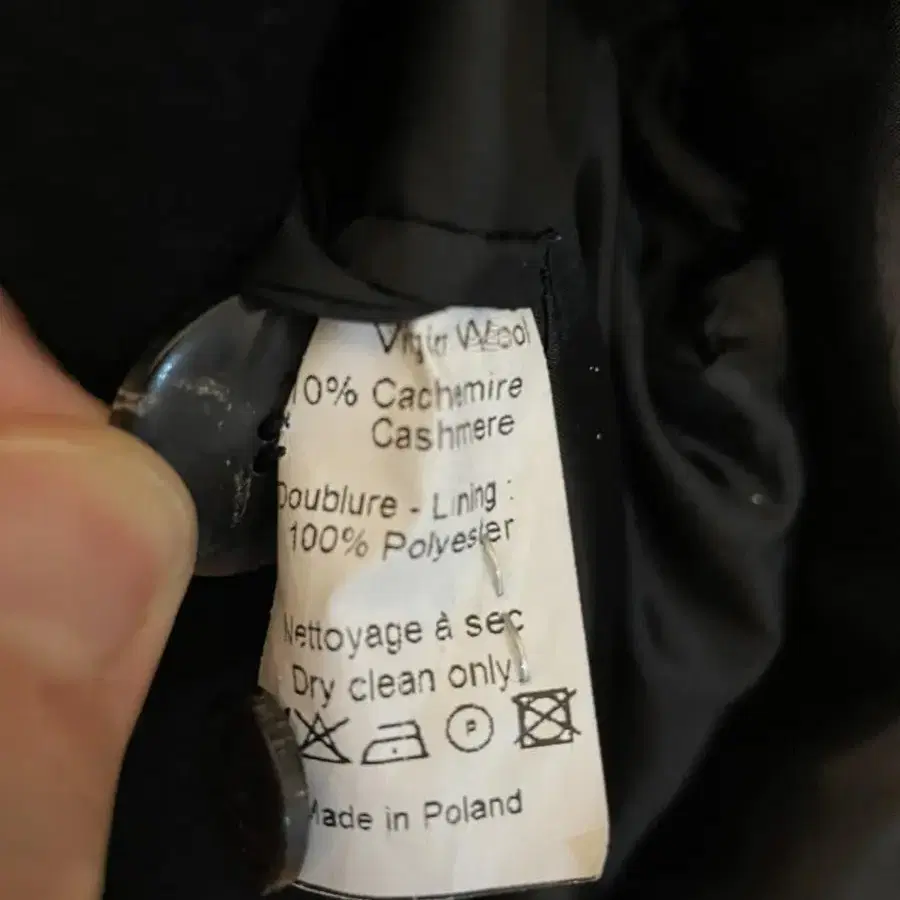 Virgin Wool
10% Cachemire
Cashmere
Doublure - Lining :
100% Polyester
Nettoyage à sec
Dry clean only
P
Made in Poland